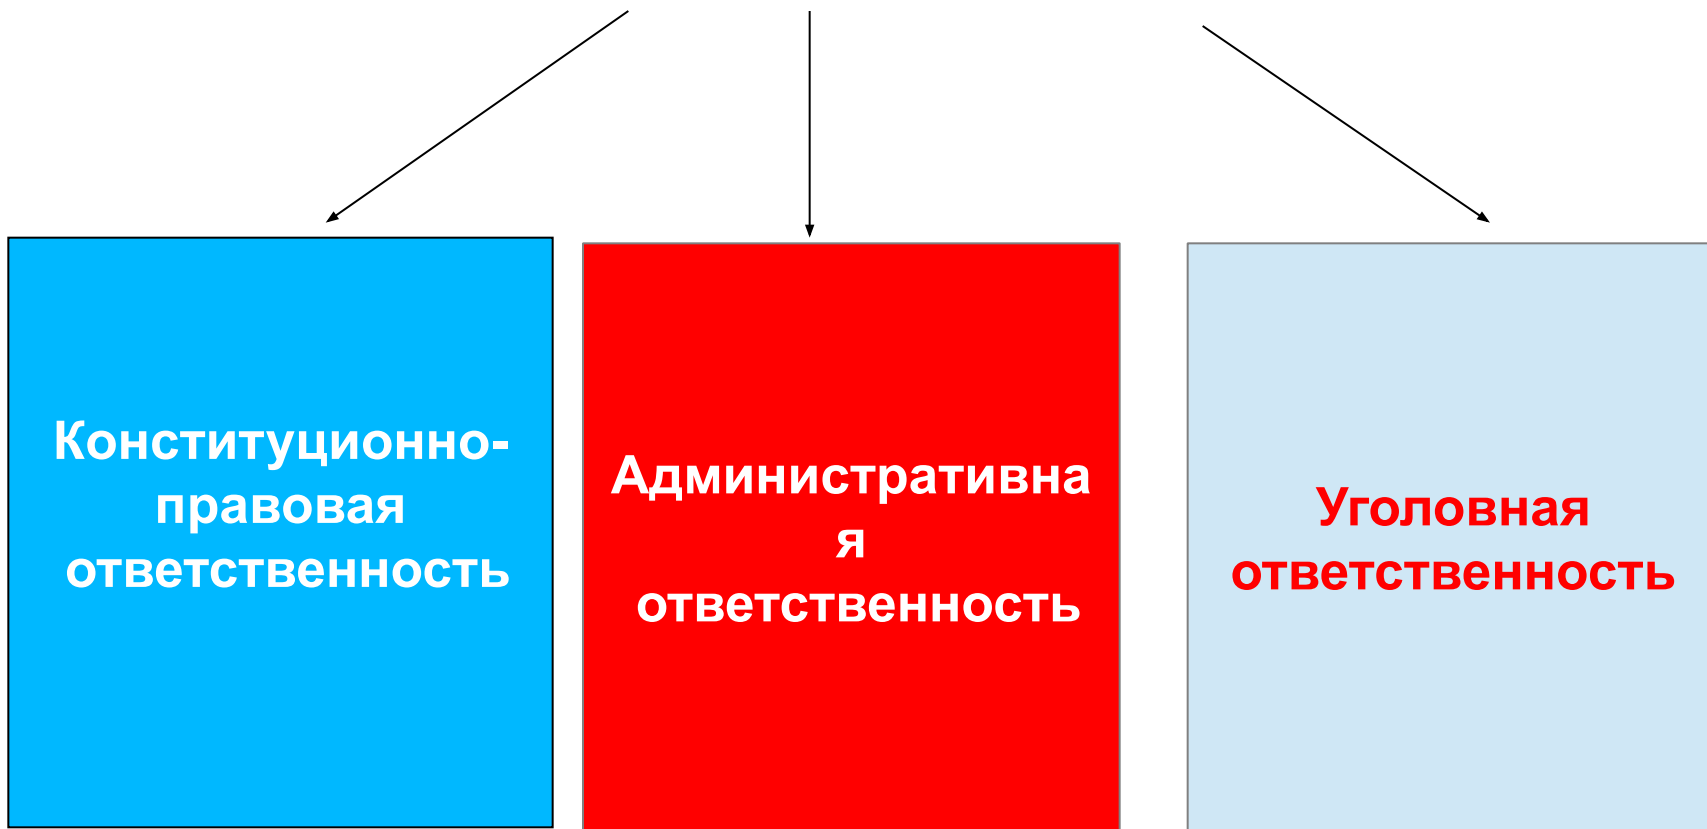 Конституционно-
правовая
ответственность
Административна
я
ответственность
Уголовная
ответственность